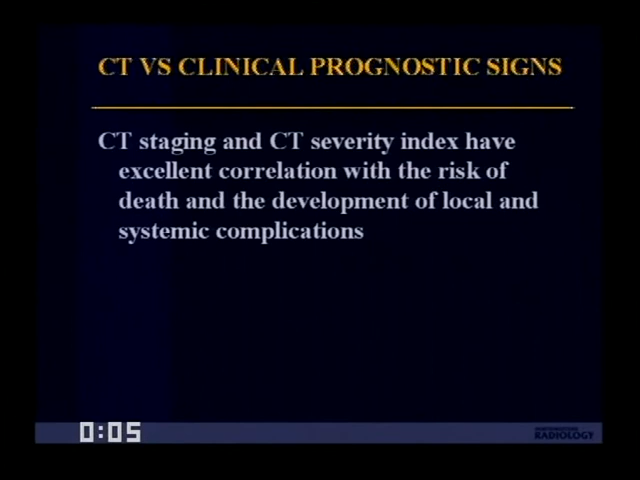 CT VS CLINICAL PROGNOSTIC SIGNS
CT staging and CT severity index have
excellent correlation with the risk of
death and the development of local and
systemic complications
0:05
RADIOLOGY